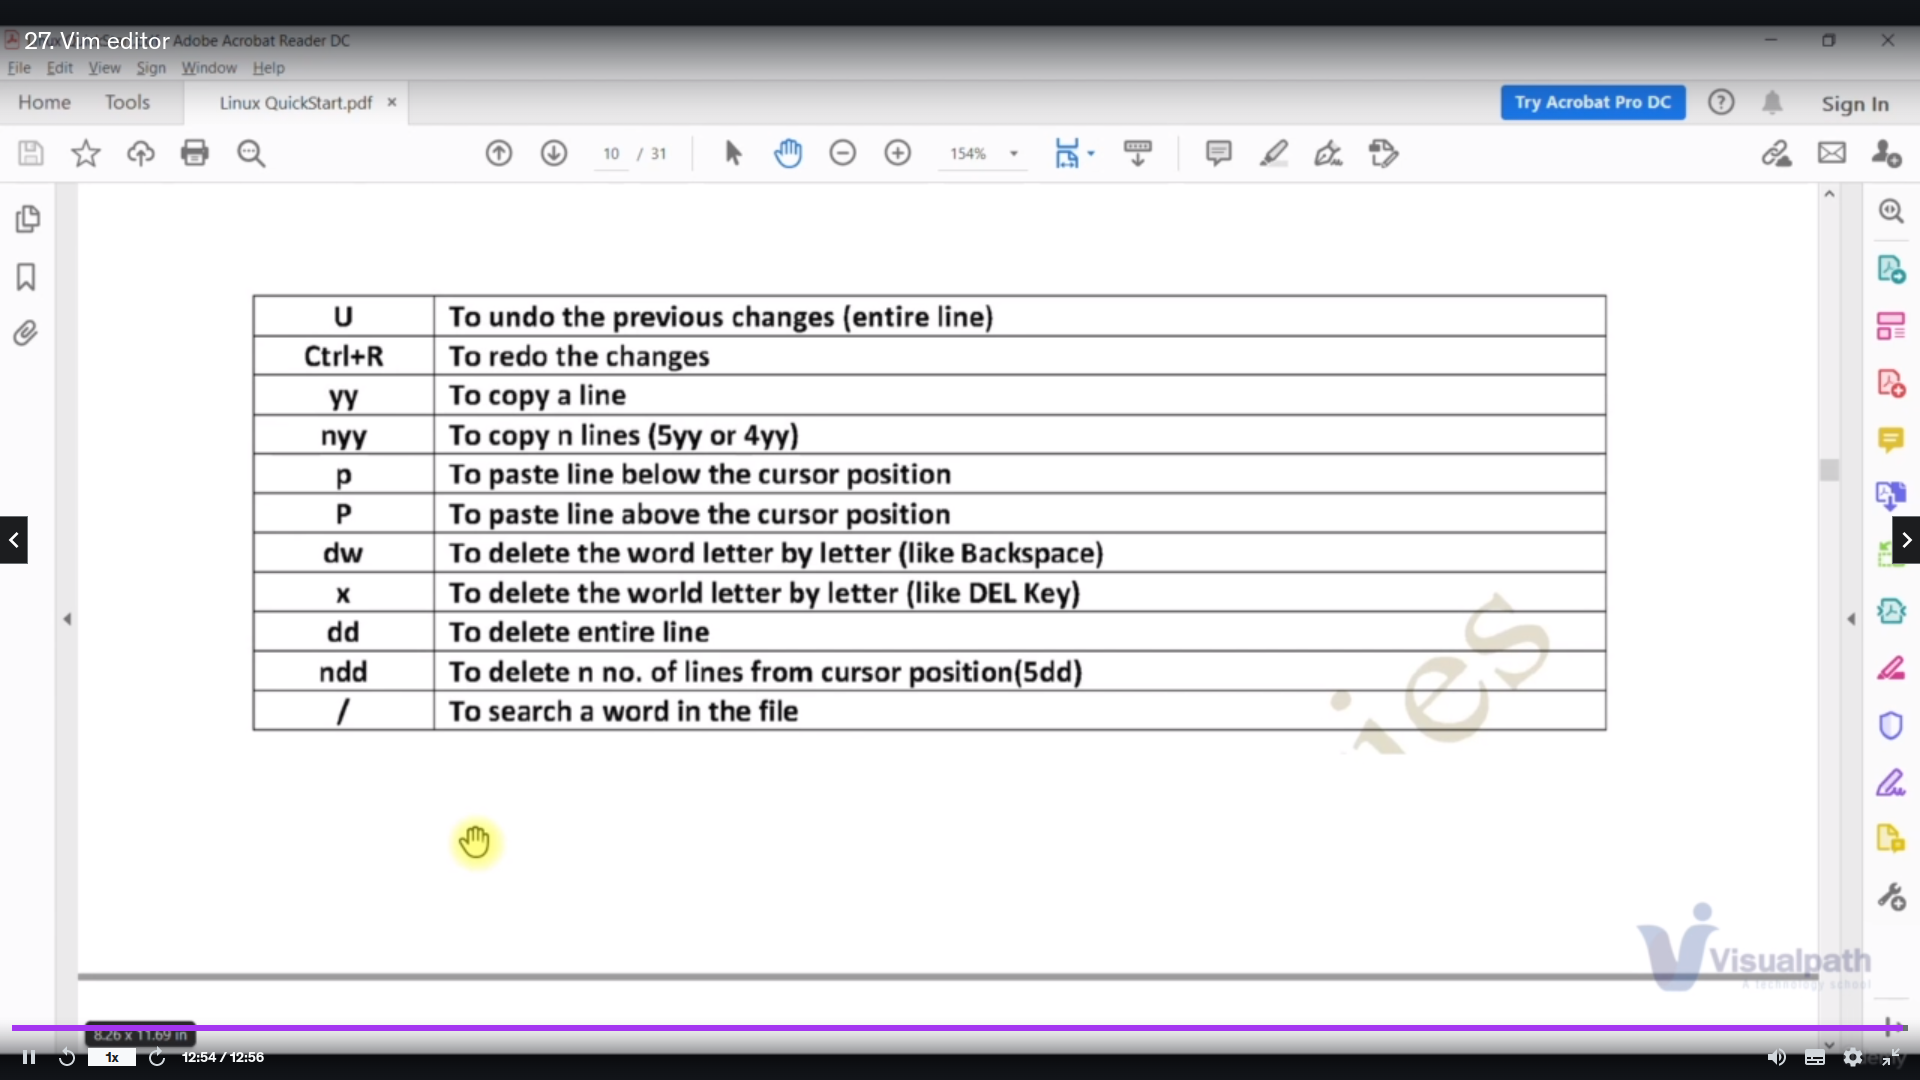 27. Vim editor
Adobe Acrobat Reader DC
File Edit View Sign Window Help
Home Tools Linux QuickStart.pdf × Try Acrobat Pro DC Sign In
10 / 31 154%
U To undo the previous changes (entire line)
Ctrl+R To redo the changes
yy To copy a line
nyy To copy n lines (5yy or 4yy)
p To paste line below the cursor position
P To paste line above the cursor position
dw To delete the word letter by letter (like Backspace)
x To delete the world letter by letter (like DEL Key)
dd To delete entire line
ndd To delete n no. of lines from cursor position(5dd)
/ To search a word in the file
ies
Visualpath
A technology school
8.26 x 11.69 in
1x 12:54 / 12:56